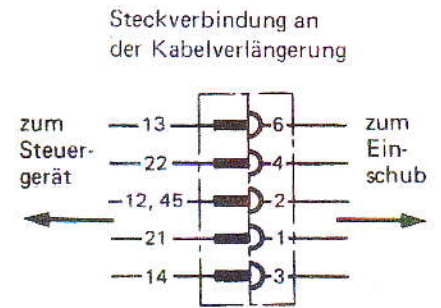 Steckverbindung an
der Kabelverlängerung
zum
Steuer-
gerät
13 6
22 4
12, 45 2
21 1
14 3
zum
Ein-
schub